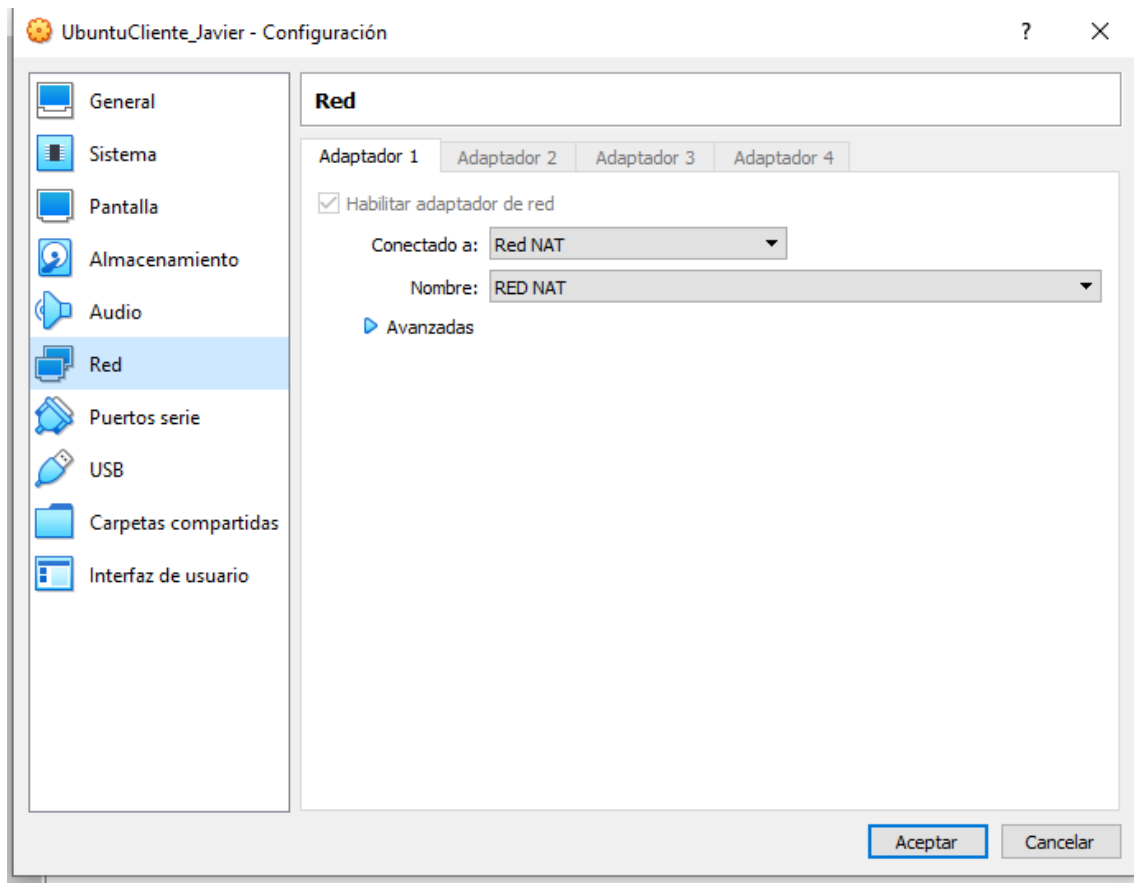 UbuntuCliente_Javier - Configuración ? ×
General
Sistema
Pantalla
Almacenamiento
Audio
Red
Puertos serie
USB
Carpetas compartidas
Interfaz de usuario
Red
Adaptador 1 Adaptador 2 Adaptador 3 Adaptador 4
Habilitar adaptador de red
Conectado a: Red NAT
Nombre: RED NAT
Avanzadas
Aceptar Cancelar